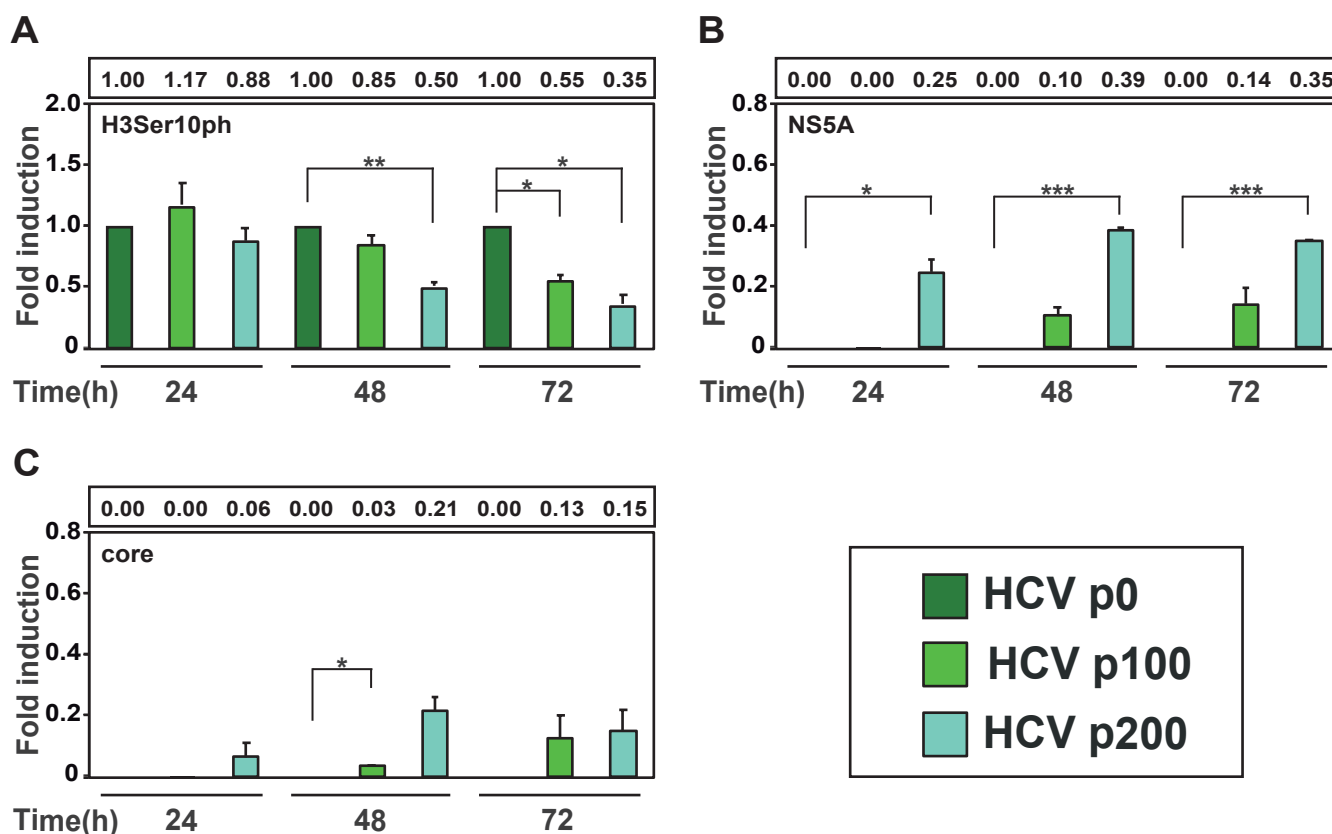 A
1.00 1.17 0.88 1.00 0.85 0.50 1.00 0.55 0.35
H3Ser10ph
Fold induction
2.0
1.5
1.0
0.5
0
**
*
*
Time(h) 24 48 72
B
0.00 0.00 0.25 0.00 0.10 0.39 0.00 0.14 0.35
NS5A
Fold induction
0.8
0.6
0.4
0.2
0
*
***
***
Time(h) 24 48 72
C
0.00 0.00 0.06 0.00 0.03 0.21 0.00 0.13 0.15
core
Fold induction
0.8
0.6
0.4
0.2
0
*
Time(h) 24 48 72
HCV p0
HCV p100
HCV p200